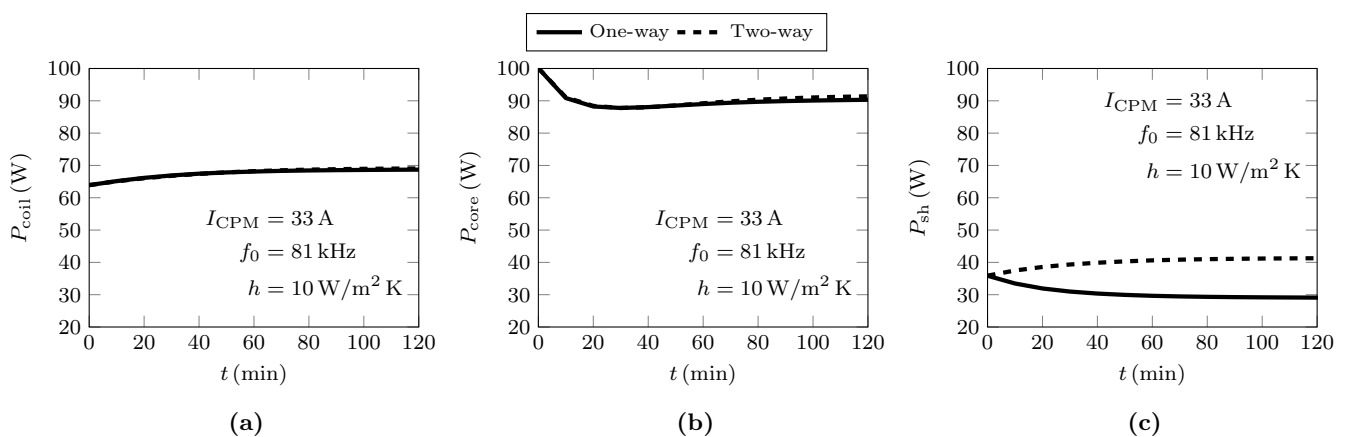 One-way Two-way
100
90
80
70
60
50
40
30
20
P_coil (W)
I_CPM = 33 A
f_0 = 81 kHz
h = 10 W/m² K
0 20 40 60 80 100 120
t (min)
(a)
100
90
80
70
60
50
40
30
20
P_core (W)
I_CPM = 33 A
f_0 = 81 kHz
h = 10 W/m² K
0 20 40 60 80 100 120
t (min)
(b)
100
90
80
70
60
50
40
30
20
P_sh (W)
I_CPM = 33 A
f_0 = 81 kHz
h = 10 W/m² K
0 20 40 60 80 100 120
t (min)
(c)